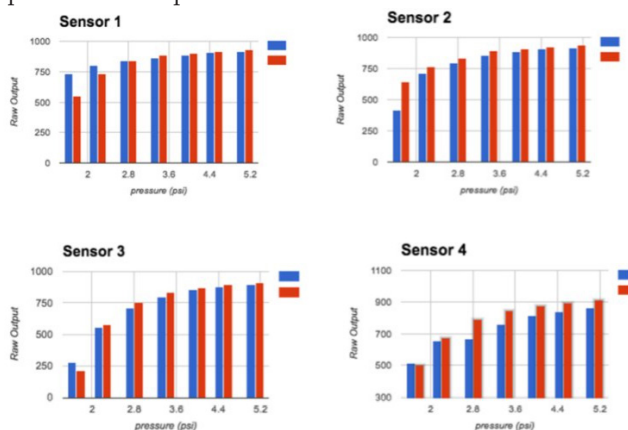 Sensor 1
1000
750
500
250
0
Raw Output
2 2.8 3.6 4.4 5.2
pressure (psi)
Sensor 2
1000
750
500
250
0
Raw Output
2 2.8 3.6 4.4 5.2
pressure (psi)
Sensor 3
1000
750
500
250
0
Raw Output
2 2.8 3.6 4.4 5.2
pressure (psi)
Sensor 4
1100
900
700
500
300
Raw Output
2 2.8 3.6 4.4 5.2
pressure (psi)